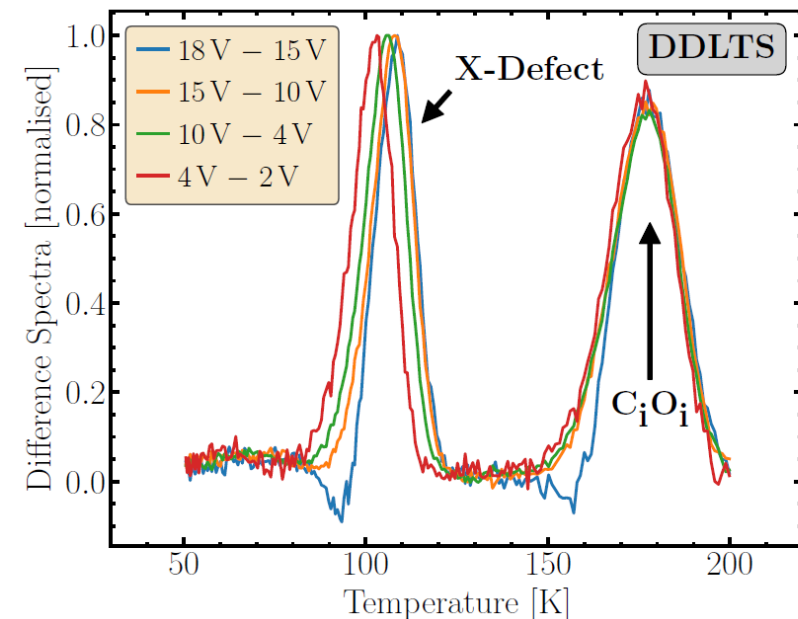 DDLTS
18 V − 15 V
15 V − 10 V
10 V − 4 V
4 V − 2 V
X-Defect
CᵢOᵢ
Difference Spectra [normalised]
1.0
0.8
0.6
0.4
0.2
0.0
50
100
150
200
Temperature [K]